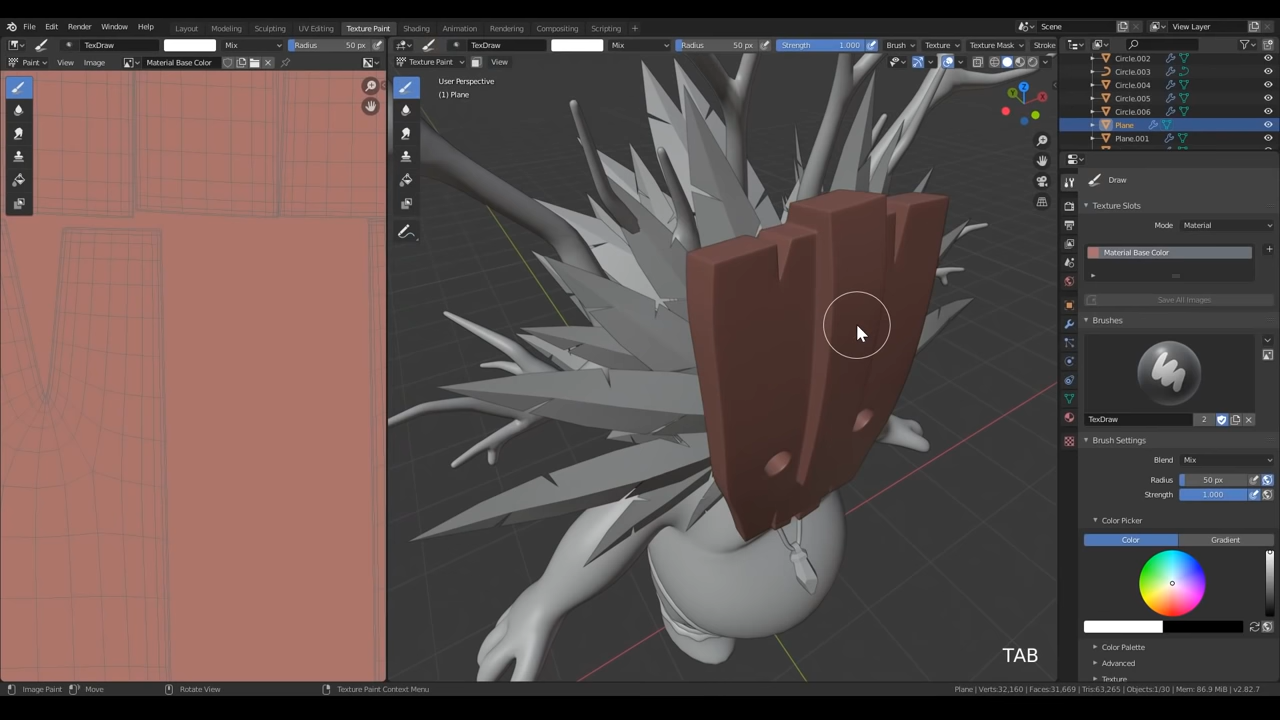 File Edit Render Window Help Layout Modeling Sculpting UV Editing Texture Paint Shading Animation Rendering Compositing Scripting + Scene View Layer
TexDraw Mix Radius 50 px TexDraw Mix Radius 50 px Strength 1.000 Brush Texture Texture Mask Stroke
Paint View Image Material Base Color Texture Paint View
User Perspective
(1) Plane
Circle.002
Circle.003
Circle.004
Circle.005
Circle.006
Plane
Plane.001
Draw
Texture Slots
Mode Material
Material Base Color
Save All Images
Brushes
TexDraw 2
Brush Settings
Blend Mix
Radius 50 px
Strength 1.000
Color Picker
Color Gradient
Color Palette
Advanced
Texture
TAB
Image Paint Move Rotate View Texture Paint Context Menu Plane | Verts:32,160 | Faces:31,669 | Tris:63,265 | Objects:1/30 | Mem: 86.9 MiB | v2.82.7